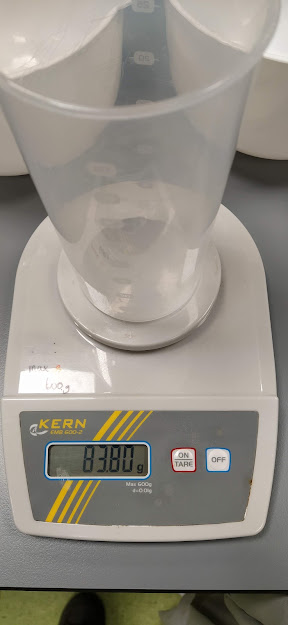 max
600g
KERN
EMB 600-2
83.80 g
ON
TARE
OFF
Max 600g
d=0.01g